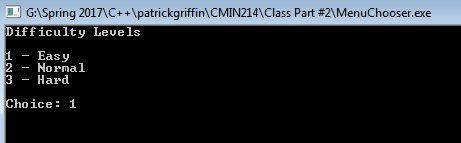 G:\Spring 2017\C++\patrickgriffin\CMIN214\Class Part #2\MenuChooser.exe
Difficulty Levels
1 - Easy
2 - Normal
3 - Hard
Choice: 1